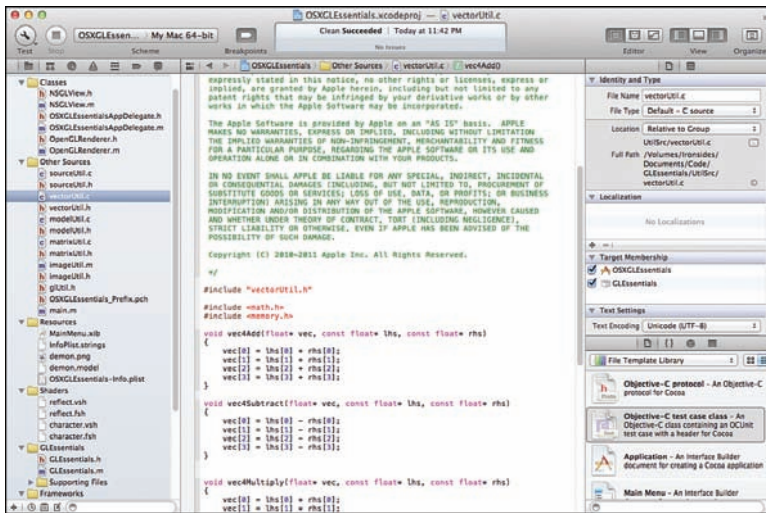 OSXGLEssentials.xcodeproj — vectorUtil.c
Test
Stop
OSXGLEssen... My Mac 64-bit
Scheme
Breakpoints
Clean Succeeded | Today at 11:42 PM
No Issues
Editor
View
Organize
OSXGLEssentials Other Sources vectorUtil.c vec4Add()
Classes
NSGLView.h
NSGLView.m
OSXGLEssentialsAppDelegate.h
OSXGLEssentialsAppDelegate.m
OpenGLRenderer.h
OpenGLRenderer.m
Other Sources
sourceUtil.c
sourceUtil.h
vectorUtil.c
vectorUtil.h
modelUtil.c
modelUtil.h
matrixUtil.c
matrixUtil.h
imageUtil.m
imageUtil.h
glUtil.h
OSXGLEssentials_Prefix.pch
main.m
Resources
MainMenu.xib
InfoPlist.strings
demon.png
demon.model
OSXGLEssentials-Info.plist
Shaders
reflect.vsh
reflect.fsh
character.vsh
character.fsh
GLEssentials
GLEssentials.h
GLEssentials.m
Supporting Files
Frameworks
expressly stated in this notice, no other rights or licenses, express or
implied, are granted by Apple herein, including but not limited to any
patent rights that may be infringed by your derivative works or by other
works in which the Apple Software may be incorporated.
The Apple Software is provided by Apple on an "AS IS" basis. APPLE
MAKES NO WARRANTIES, EXPRESS OR IMPLIED, INCLUDING WITHOUT LIMITATION
THE IMPLIED WARRANTIES OF NON-INFRINGEMENT, MERCHANTABILITY AND FITNESS
FOR A PARTICULAR PURPOSE, REGARDING THE APPLE SOFTWARE OR ITS USE AND
OPERATION ALONE OR IN COMBINATION WITH YOUR PRODUCTS.
IN NO EVENT SHALL APPLE BE LIABLE FOR ANY SPECIAL, INDIRECT, INCIDENTAL
OR CONSEQUENTIAL DAMAGES (INCLUDING, BUT NOT LIMITED TO, PROCUREMENT OF
SUBSTITUTE GOODS OR SERVICES; LOSS OF USE, DATA, OR PROFITS; OR BUSINESS
INTERRUPTION) ARISING IN ANY WAY OUT OF THE USE, REPRODUCTION,
MODIFICATION AND/OR DISTRIBUTION OF THE APPLE SOFTWARE, HOWEVER CAUSED
AND WHETHER UNDER THEORY OF CONTRACT, TORT (INCLUDING NEGLIGENCE),
STRICT LIABILITY OR OTHERWISE, EVEN IF APPLE HAS BEEN ADVISED OF THE
POSSIBILITY OF SUCH DAMAGE.
Copyright (C) 2010-2011 Apple Inc. All Rights Reserved.
*/
#include "vectorUtil.h"
#include <math.h>
#include <memory.h>
void vec4Add(float* vec, const float* lhs, const float* rhs)
{
vec[0] = lhs[0] + rhs[0];
vec[1] = lhs[1] + rhs[1];
vec[2] = lhs[2] + rhs[2];
vec[3] = lhs[3] + rhs[3];
}
void vec4Subtract(float* vec, const float* lhs, const float* rhs)
{
vec[0] = lhs[0] - rhs[0];
vec[1] = lhs[1] - rhs[1];
vec[2] = lhs[2] - rhs[2];
vec[3] = lhs[3] - rhs[3];
}
void vec4Multiply(float* vec, const float* lhs, const float* rhs)
{
vec[0] = lhs[0] * rhs[0];
vec[1] = lhs[1] * rhs[1];
Identity and Type
File Name vectorUtil.c
File Type Default - C source
Location Relative to Group
UtilSrc/vectorUtil.c
Full Path /Volumes/Ironsides/
Documents/Code/
GLEssentials/UtilSrc/
vectorUtil.c
Localization
No Localizations
Target Membership
OSXGLEssentials
GLEssentials
Text Settings
Text Encoding Unicode (UTF-8)
File Template Library
Objective-C protocol - An Objective-C
protocol for Cocoa
Objective-C test case class - An
Objective-C class containing an OCUnit
test case with a header for Cocoa
Application - An Interface Builder
document for creating a Cocoa application
Main Menu - An Interface Builder